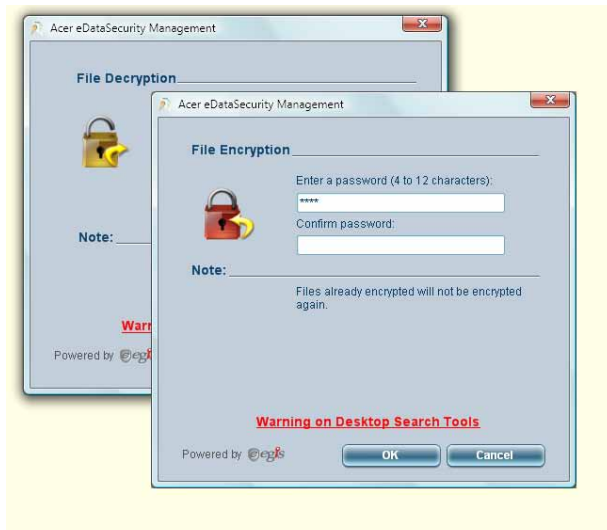 Acer eDataSecurity Management
File Decryption
Note:
Powered by egi
Acer eDataSecurity Management
File Encryption
Enter a password (4 to 12 characters):
****
Confirm password:
Note:
Files already encrypted will not be encrypted
again.
Warning on Desktop Search Tools
Powered by egis
OK
Cancel